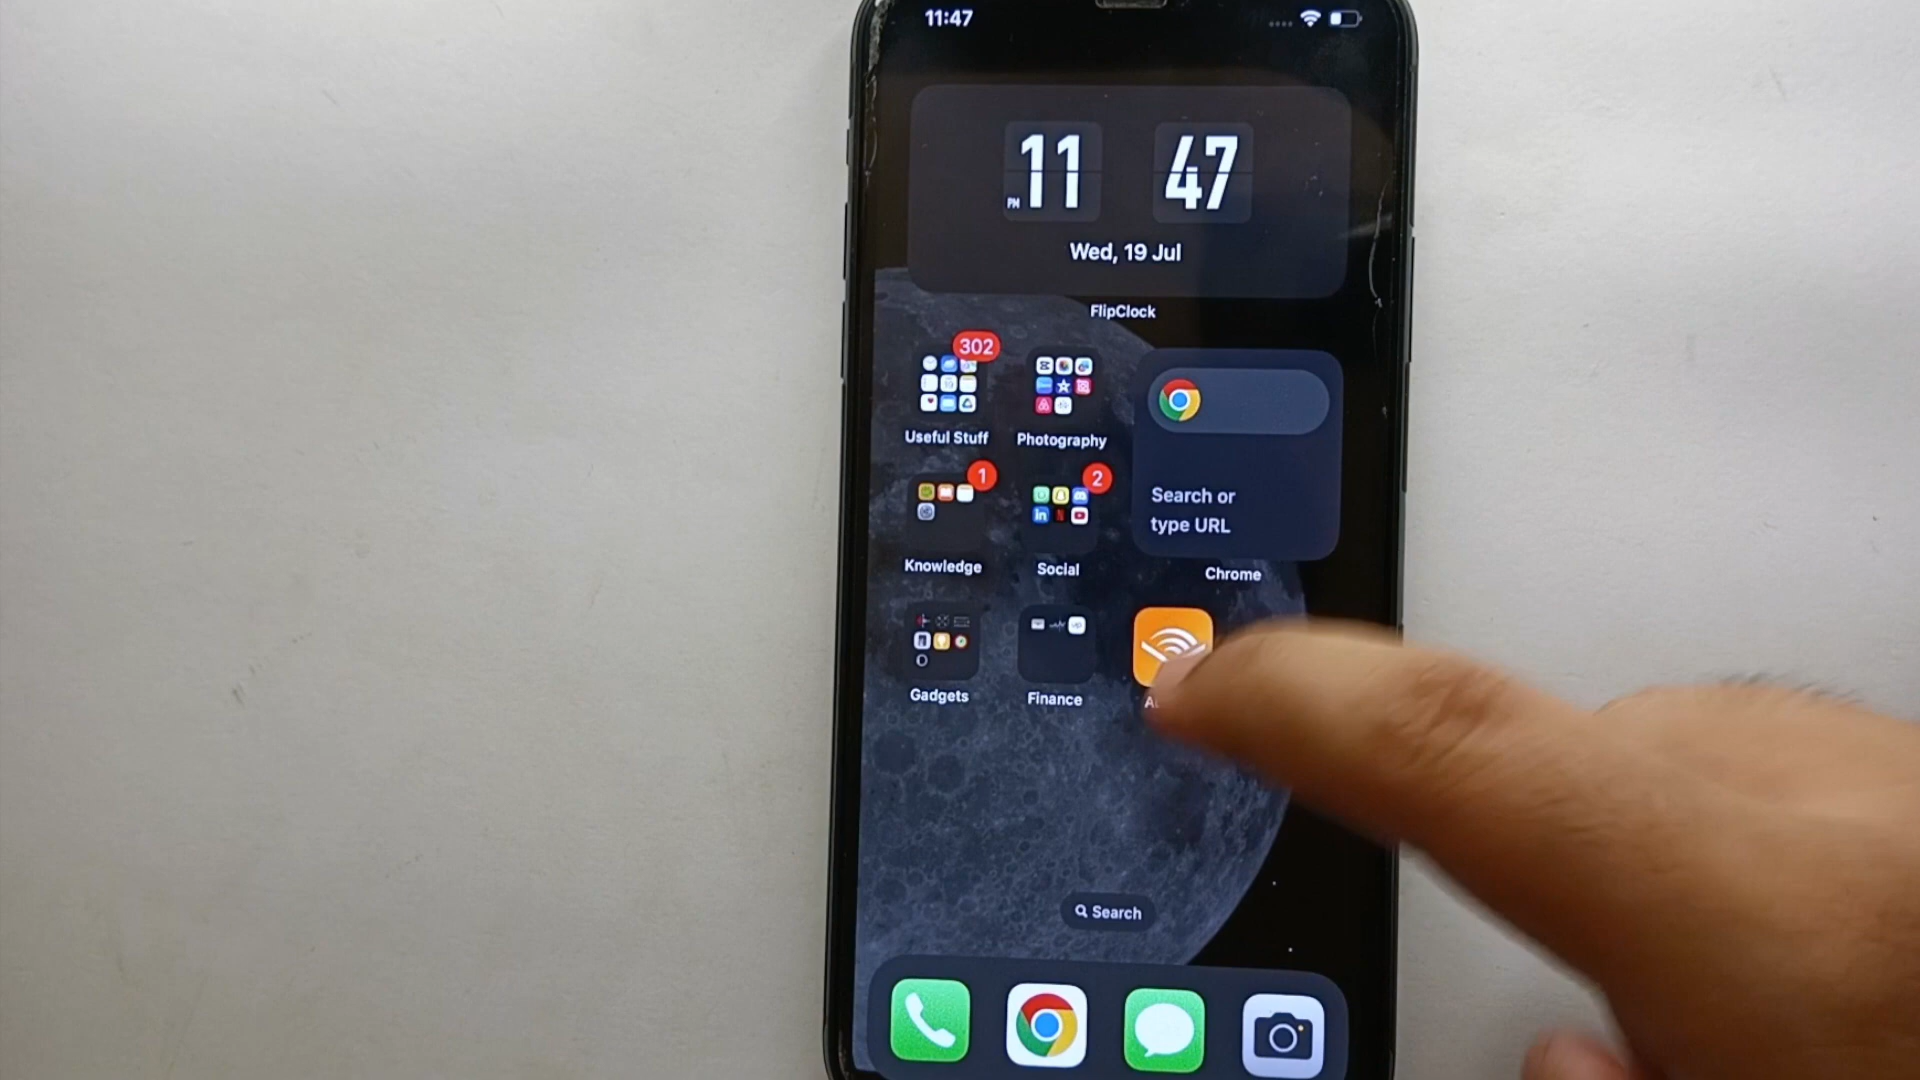 11:47
PM 11 47
Wed, 19 Jul
FlipClock
302
Useful Stuff
Photography
Search or
type URL
1
2
Knowledge
Social
Chrome
in
Gadgets
Finance
Search